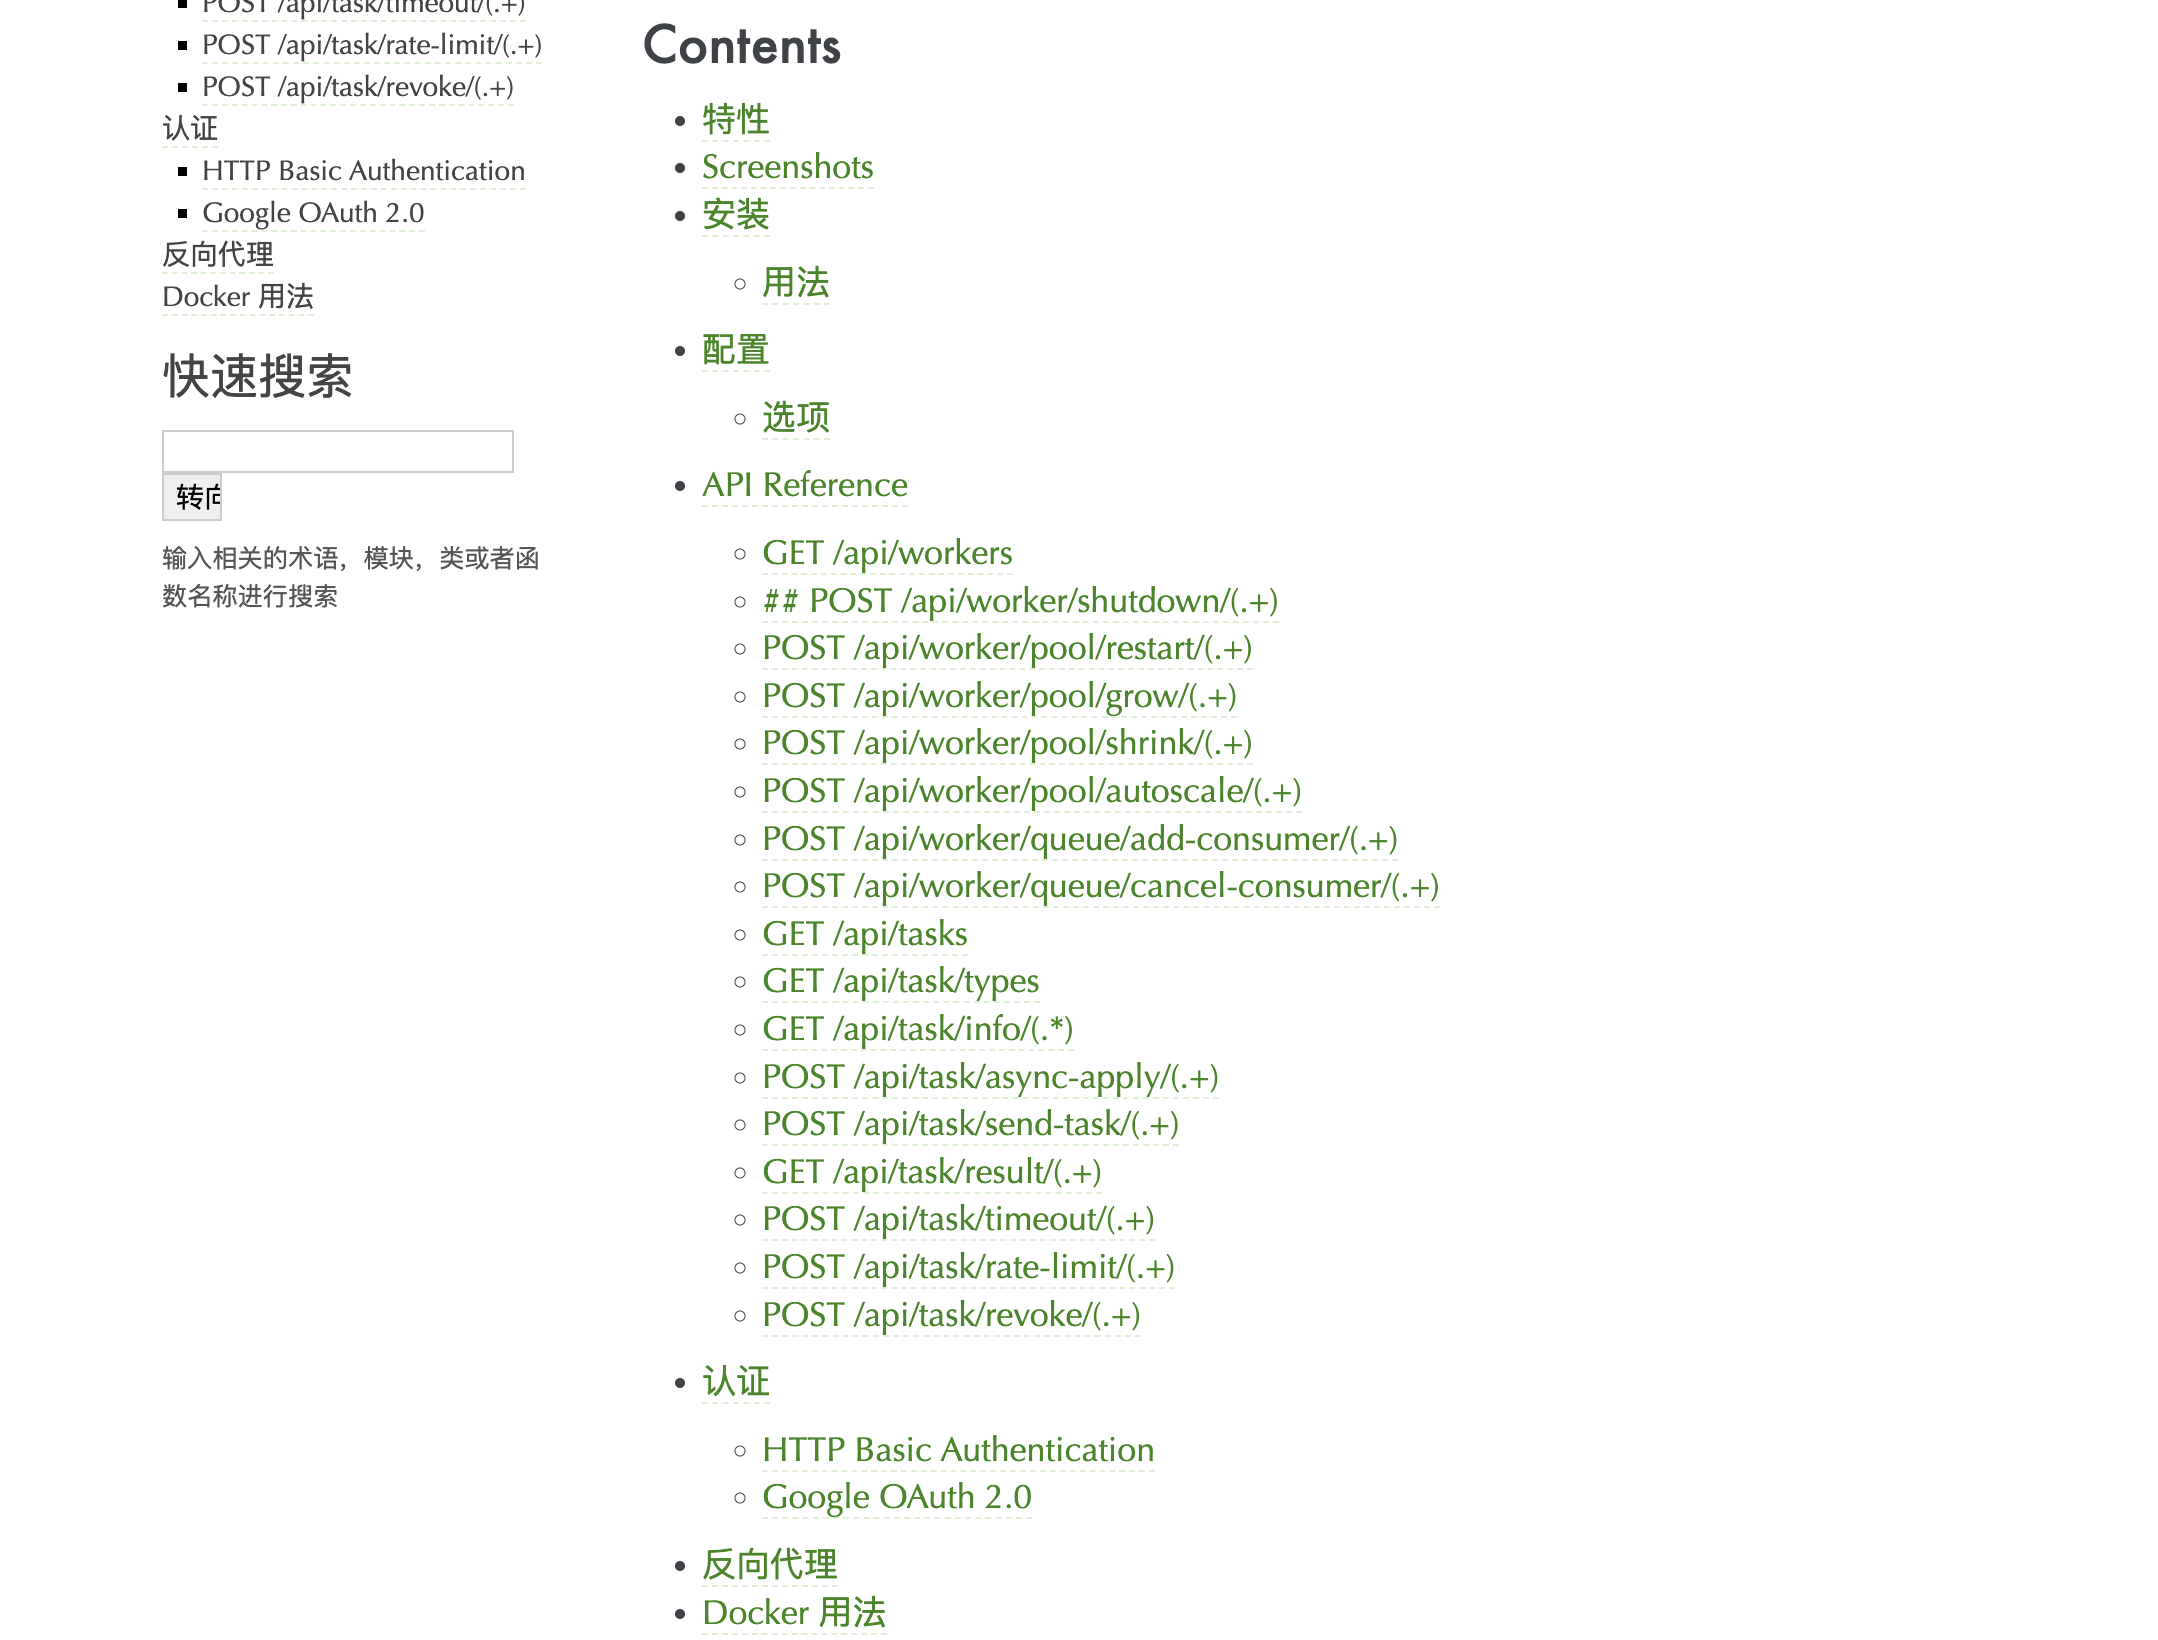 POST /api/task/timeout/(.+)
POST /api/task/rate-limit/(.+)
POST /api/task/revoke/(.+)
认证
HTTP Basic Authentication
Google OAuth 2.0
反向代理
Docker 用法
快速搜索
转向
输入相关的术语，模块，类或者函
数名称进行搜索
Contents
特性
Screenshots
安装
用法
配置
选项
API Reference
GET /api/workers
## POST /api/worker/shutdown/(.+)
POST /api/worker/pool/restart/(.+)
POST /api/worker/pool/grow/(.+)
POST /api/worker/pool/shrink/(.+)
POST /api/worker/pool/autoscale/(.+)
POST /api/worker/queue/add-consumer/(.+)
POST /api/worker/queue/cancel-consumer/(.+)
GET /api/tasks
GET /api/task/types
GET /api/task/info/(.*)
POST /api/task/async-apply/(.+)
POST /api/task/send-task/(.+)
GET /api/task/result/(.+)
POST /api/task/timeout/(.+)
POST /api/task/rate-limit/(.+)
POST /api/task/revoke/(.+)
认证
HTTP Basic Authentication
Google OAuth 2.0
反向代理
Docker 用法